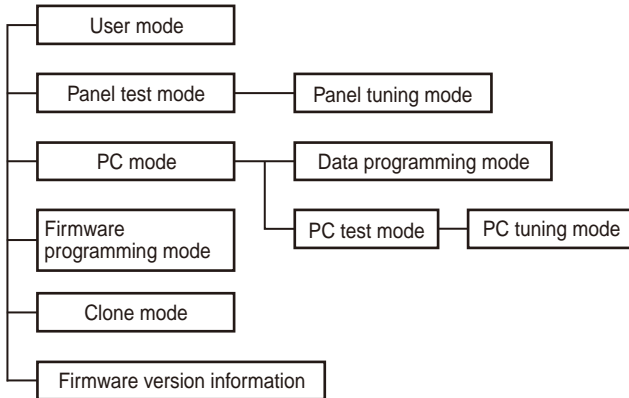 User mode
Panel test mode
Panel tuning mode
PC mode
Data programming mode
PC test mode
PC tuning mode
Firmware
programming mode
Clone mode
Firmware version information